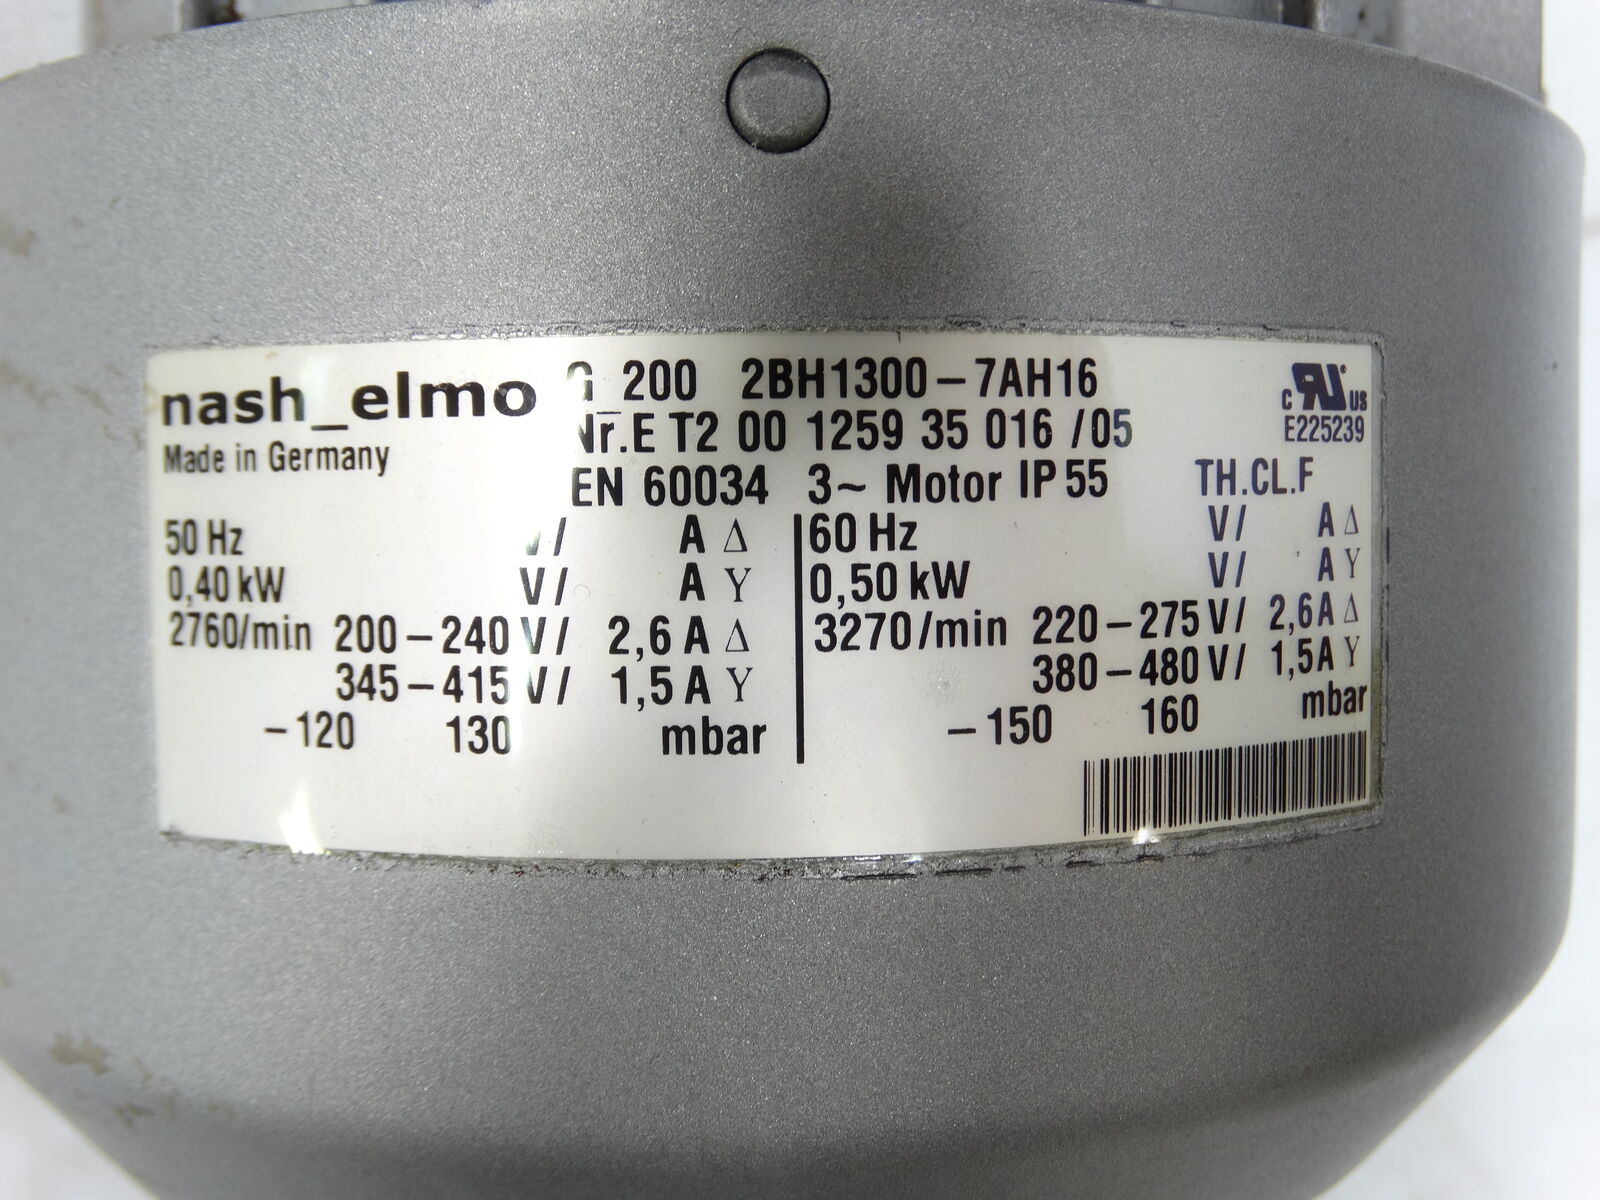 nash_elmo
Made in Germany
G 200 2BH1300-7AH16
Nr.E T2 00 1259 35 016 /05
EN 60034 3~ Motor IP 55 TH.CL.F
c RU us
E225239
50 Hz V/ A Δ
0,40 kW V/ A Y
2760/min 200-240 V/ 2,6 A Δ
345-415 V/ 1,5 A Y
-120 130 mbar
60 Hz V/ A Δ
0,50 kW V/ A Y
3270/min 220-275 V/ 2,6 A Δ
380-480 V/ 1,5 A Y
-150 160 mbar